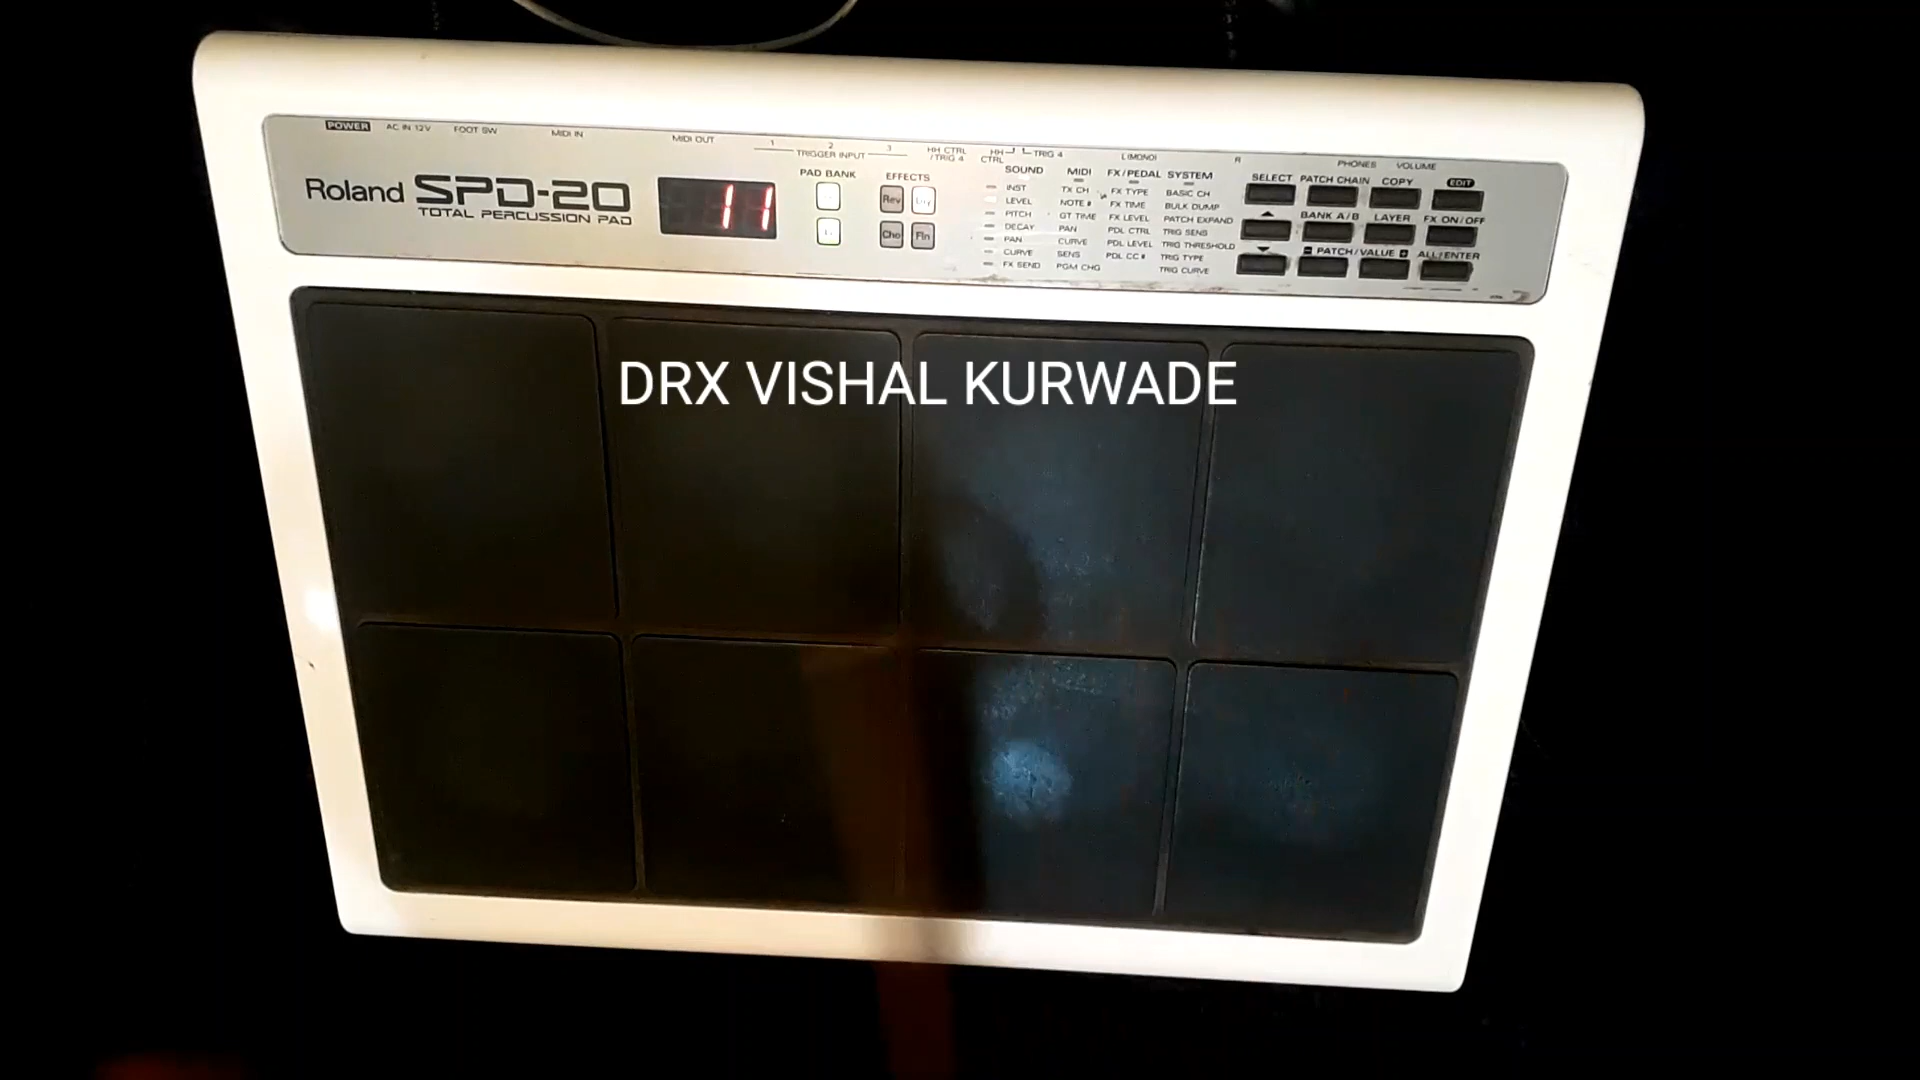 POWER AC IN 12V FOOT SW MIDI IN MIDI OUT
1 2 3
TRIGGER INPUT
HH CTRL
/TRIG 4
HH
CTRL
TRIG 4
L (MONO) R PHONES VOLUME
Roland SPD-20
TOTAL PERCUSSION PAD
11
PAD BANK
EFFECTS
Rev Dly
Cho Fln
SOUND MIDI FX/PEDAL SYSTEM
INST TX CH FX TYPE BASIC CH
LEVEL NOTE # FX TIME BULK DUMP
PITCH GT TIME FX LEVEL PATCH EXPAND
DECAY PAN PDL CTRL TRIG SENS
PAN CURVE PDL LEVEL TRIG THRESHOLD
CURVE SENS PDL CC # TRIG TYPE
FX SEND PGM CHG TRIG CURVE
SELECT PATCH CHAIN COPY EDIT
BANK A/B LAYER FX ON/OFF
PATCH/VALUE ALL/ENTER
DRX VISHAL KURWADE